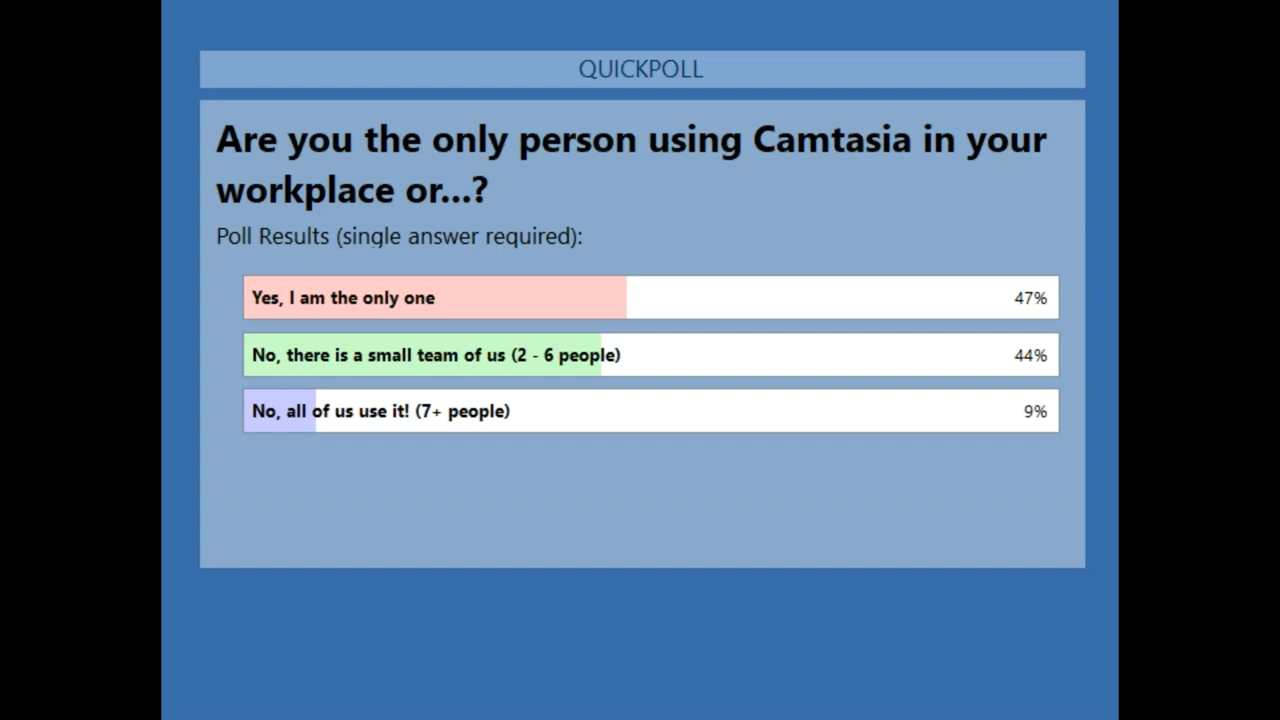 QUICKPOLL
Are you the only person using Camtasia in your
workplace or...?
Poll Results (single answer required):
Yes, I am the only one 47%
No, there is a small team of us (2 - 6 people) 44%
No, all of us use it! (7+ people) 9%